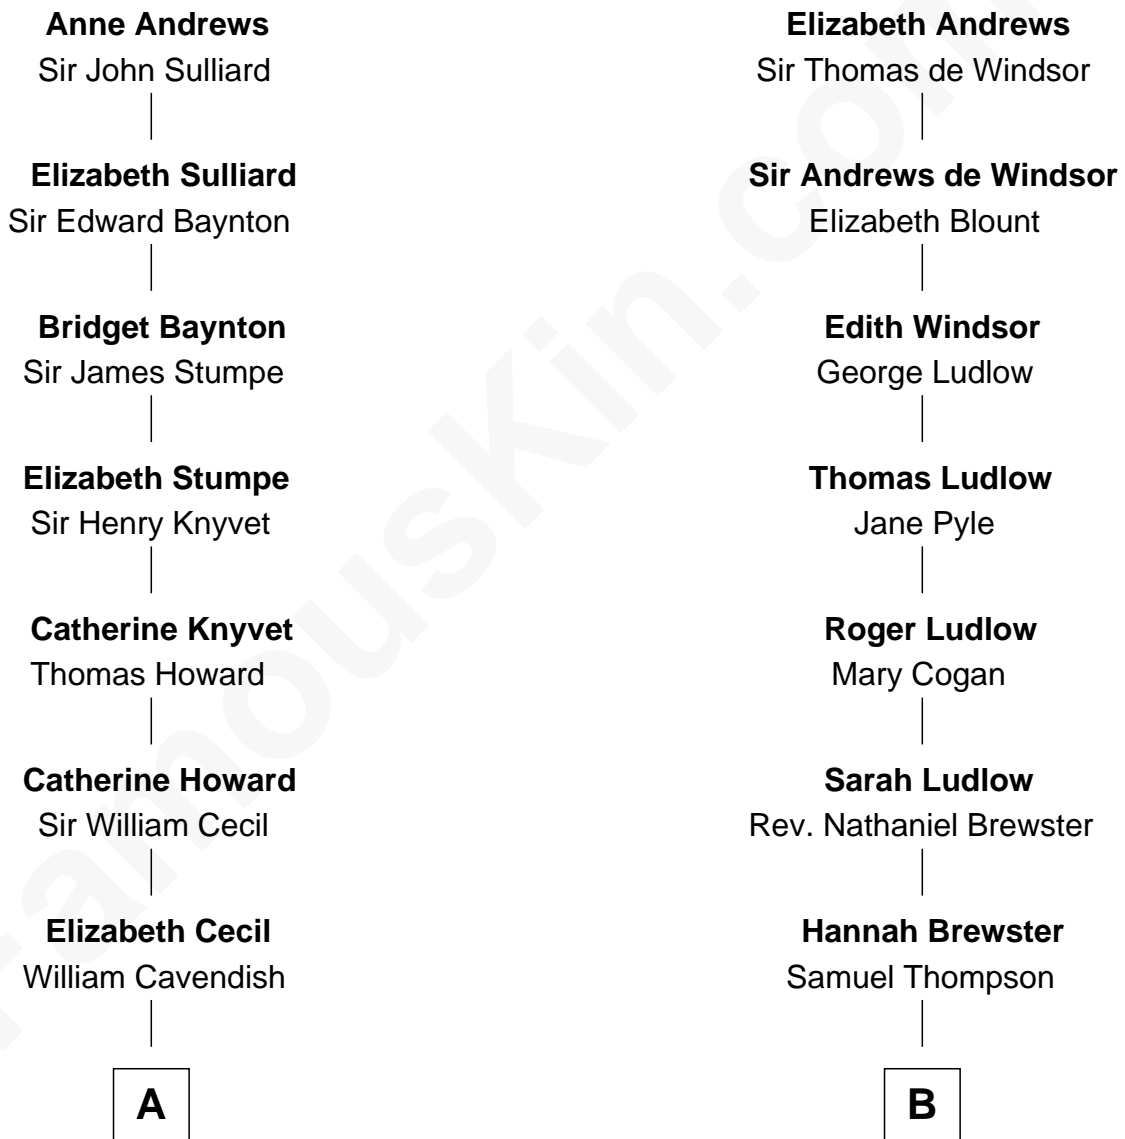 Anne Andrews
Sir John Sulliard
Elizabeth Sulliard
Sir Edward Baynton
Bridget Baynton
Sir James Stumpe
Elizabeth Stumpe
Sir Henry Knyvet
Catherine Knyvet
Thomas Howard
Catherine Howard
Sir William Cecil
Elizabeth Cecil
William Cavendish
A
Elizabeth Andrews
Sir Thomas de Windsor
Sir Andrews de Windsor
Elizabeth Blount
Edith Windsor
George Ludlow
Thomas Ludlow
Jane Pyle
Roger Ludlow
Mary Cogan
Sarah Ludlow
Rev. Nathaniel Brewster
Hannah Brewster
Samuel Thompson
B
FamousKin.com